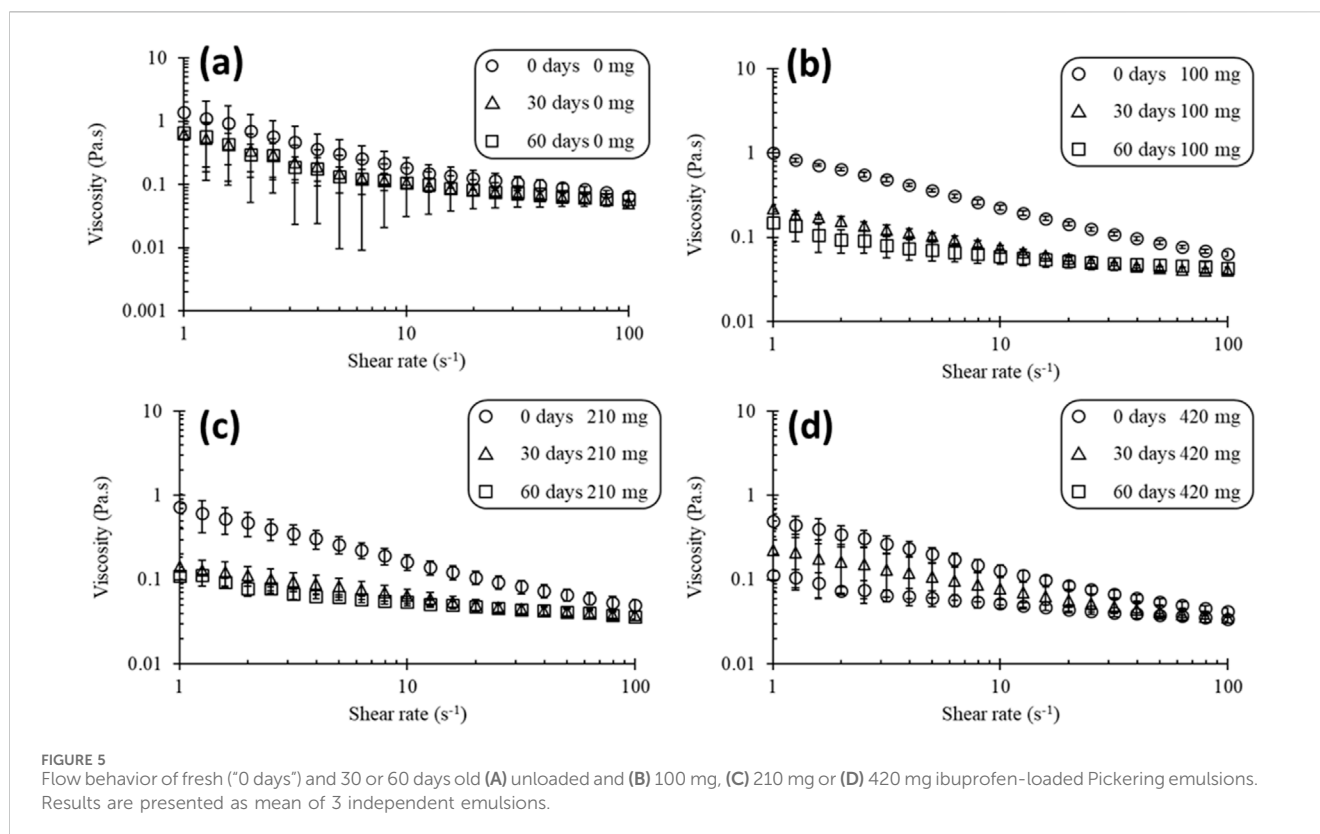 (a)
0 days 0 mg
30 days 0 mg
60 days 0 mg
10
1
0.1
0.01
0.001
Viscosity (Pa.s)
1 10 100
Shear rate (s⁻¹)
(b)
0 days 100 mg
30 days 100 mg
60 days 100 mg
10
1
0.1
0.01
Viscosity (Pa.s)
1 10 100
Shear rate (s⁻¹)
(c)
0 days 210 mg
30 days 210 mg
60 days 210 mg
10
1
0.1
0.01
Viscosity (Pa.s)
1 10 100
Shear rate (s⁻¹)
(d)
0 days 420 mg
30 days 420 mg
60 days 420 mg
10
1
0.1
0.01
Viscosity (Pa.s)
1 10 100
Shear rate (s⁻¹)
FIGURE 5
Flow behavior of fresh (“0 days”) and 30 or 60 days old (A) unloaded and (B) 100 mg, (C) 210 mg or (D) 420 mg ibuprofen-loaded Pickering emulsions.
Results are presented as mean of 3 independent emulsions.